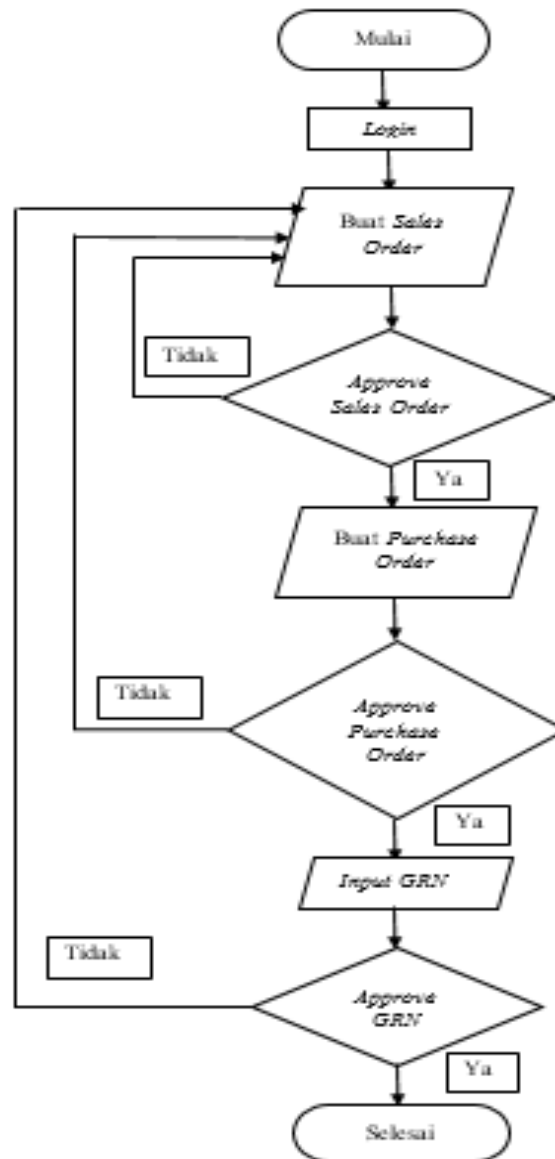 Mulai
Login
Buat Sales
Order
Tidak
Approve
Sales Order
Ya
Buat Purchase
Order
Tidak
Approve
Purchase
Order
Ya
Input GRN
Tidak
Approve
GRN
Ya
Selesai